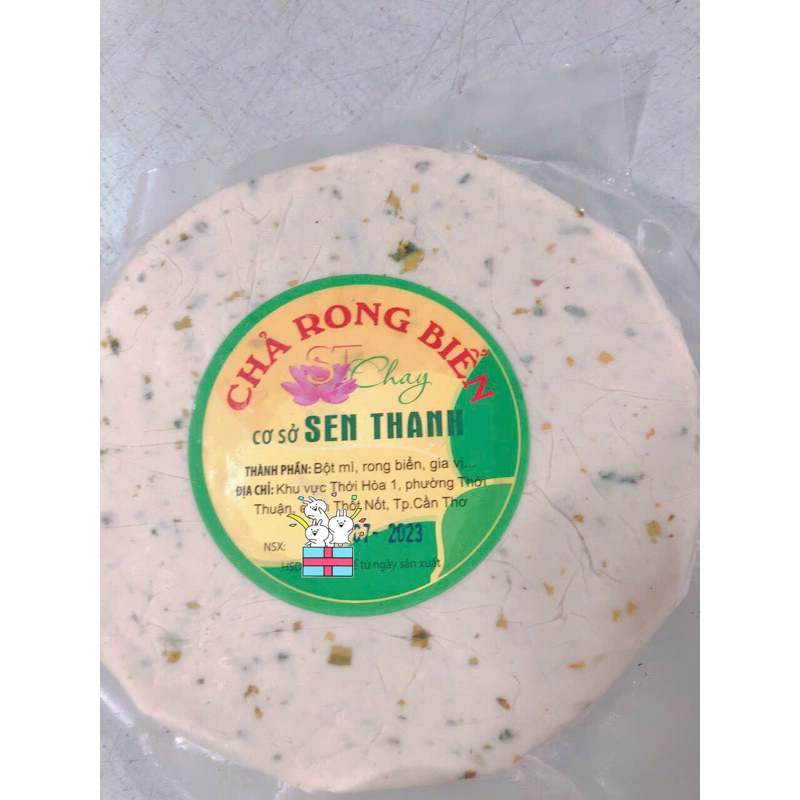 CHẢ RONG BIỂN
ST Chay
CƠ SỞ SEN THANH
THÀNH PHẦN: Bột mì, rong biển, gia vị...
ĐỊA CHỈ: Khu vực Thới Hòa 1, phường Thới
Thuận, Thốt Nốt, Tp.Cần Thơ
NSX: 07- 2023
HSD từ ngày sản xuất